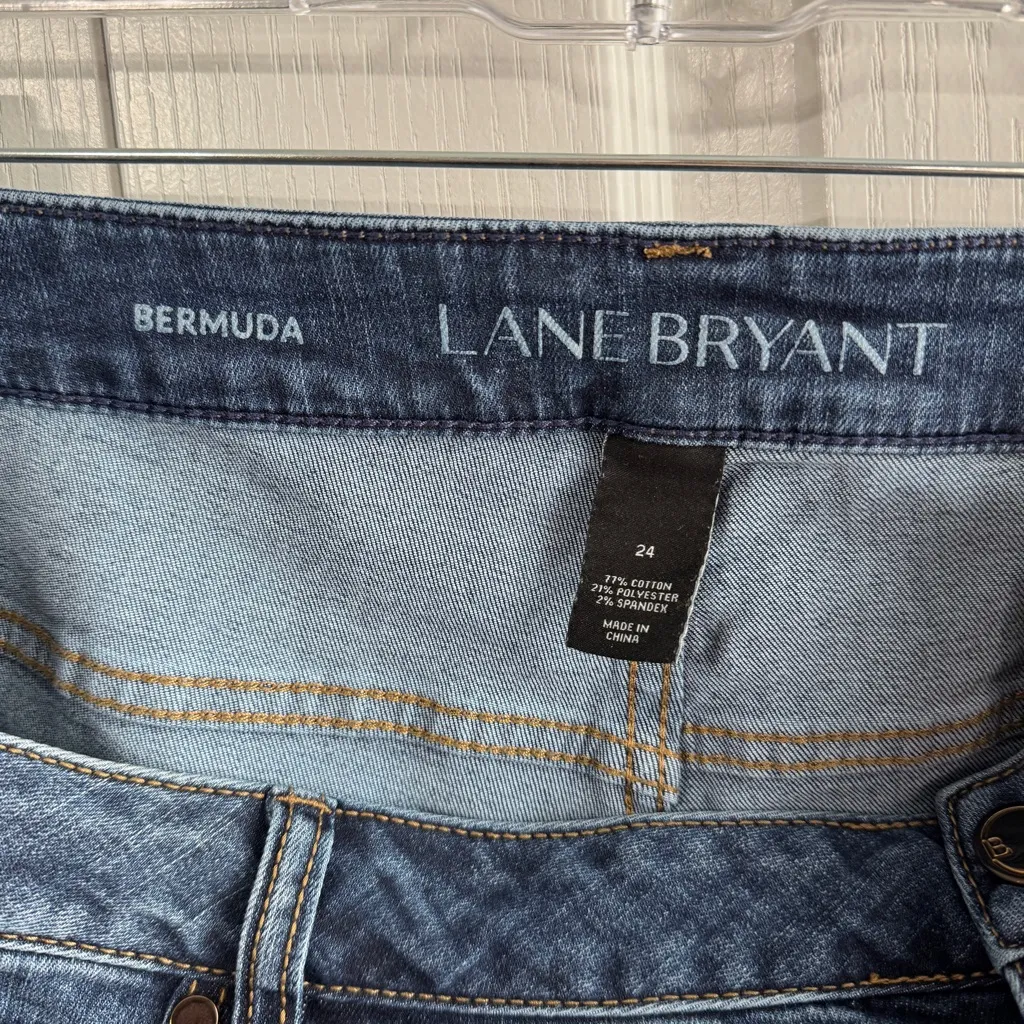 BERMUDA
LANE BRYANT
24
77% COTTON
21% POLYESTER
2% SPANDEX
MADE IN
CHINA